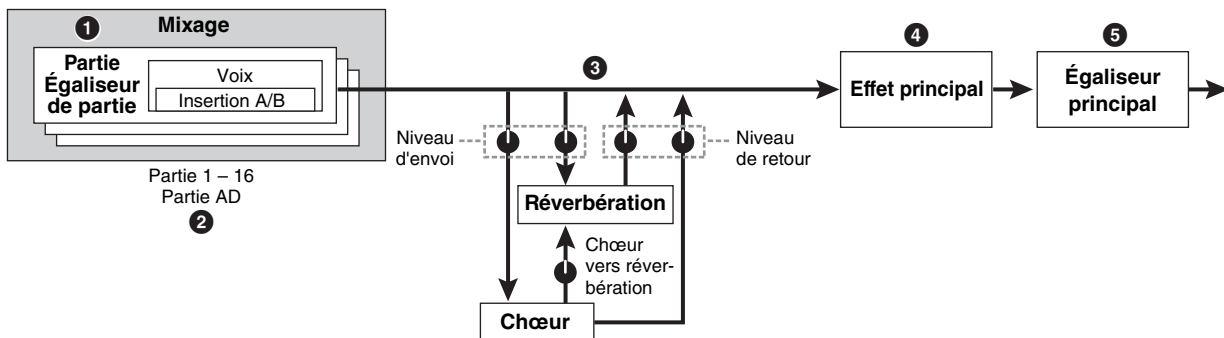 Mixage
1
Partie
Égaliseur
de partie
Voix
Insertion A/B
Partie 1 – 16
Partie AD
2
3
Niveau
d'envoi
Niveau
de retour
Réverbération
Chœur
vers réver-
bération
Chœur
4
Effet principal
5
Égaliseur
principal